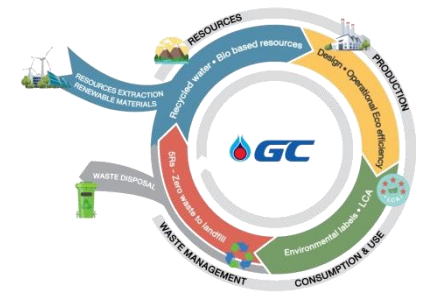 RESOURCES
PRODUCTION
CONSUMPTION & USE
WASTE MANAGEMENT
RESOURCES EXTRACTION
RENEWABLE MATERIALS
Recycled water • Bio based resources
Design • Operational Eco efficiency
Environmental labels • LCA
5Rs - Zero waste to landfill
WASTE DISPOSAL
GC